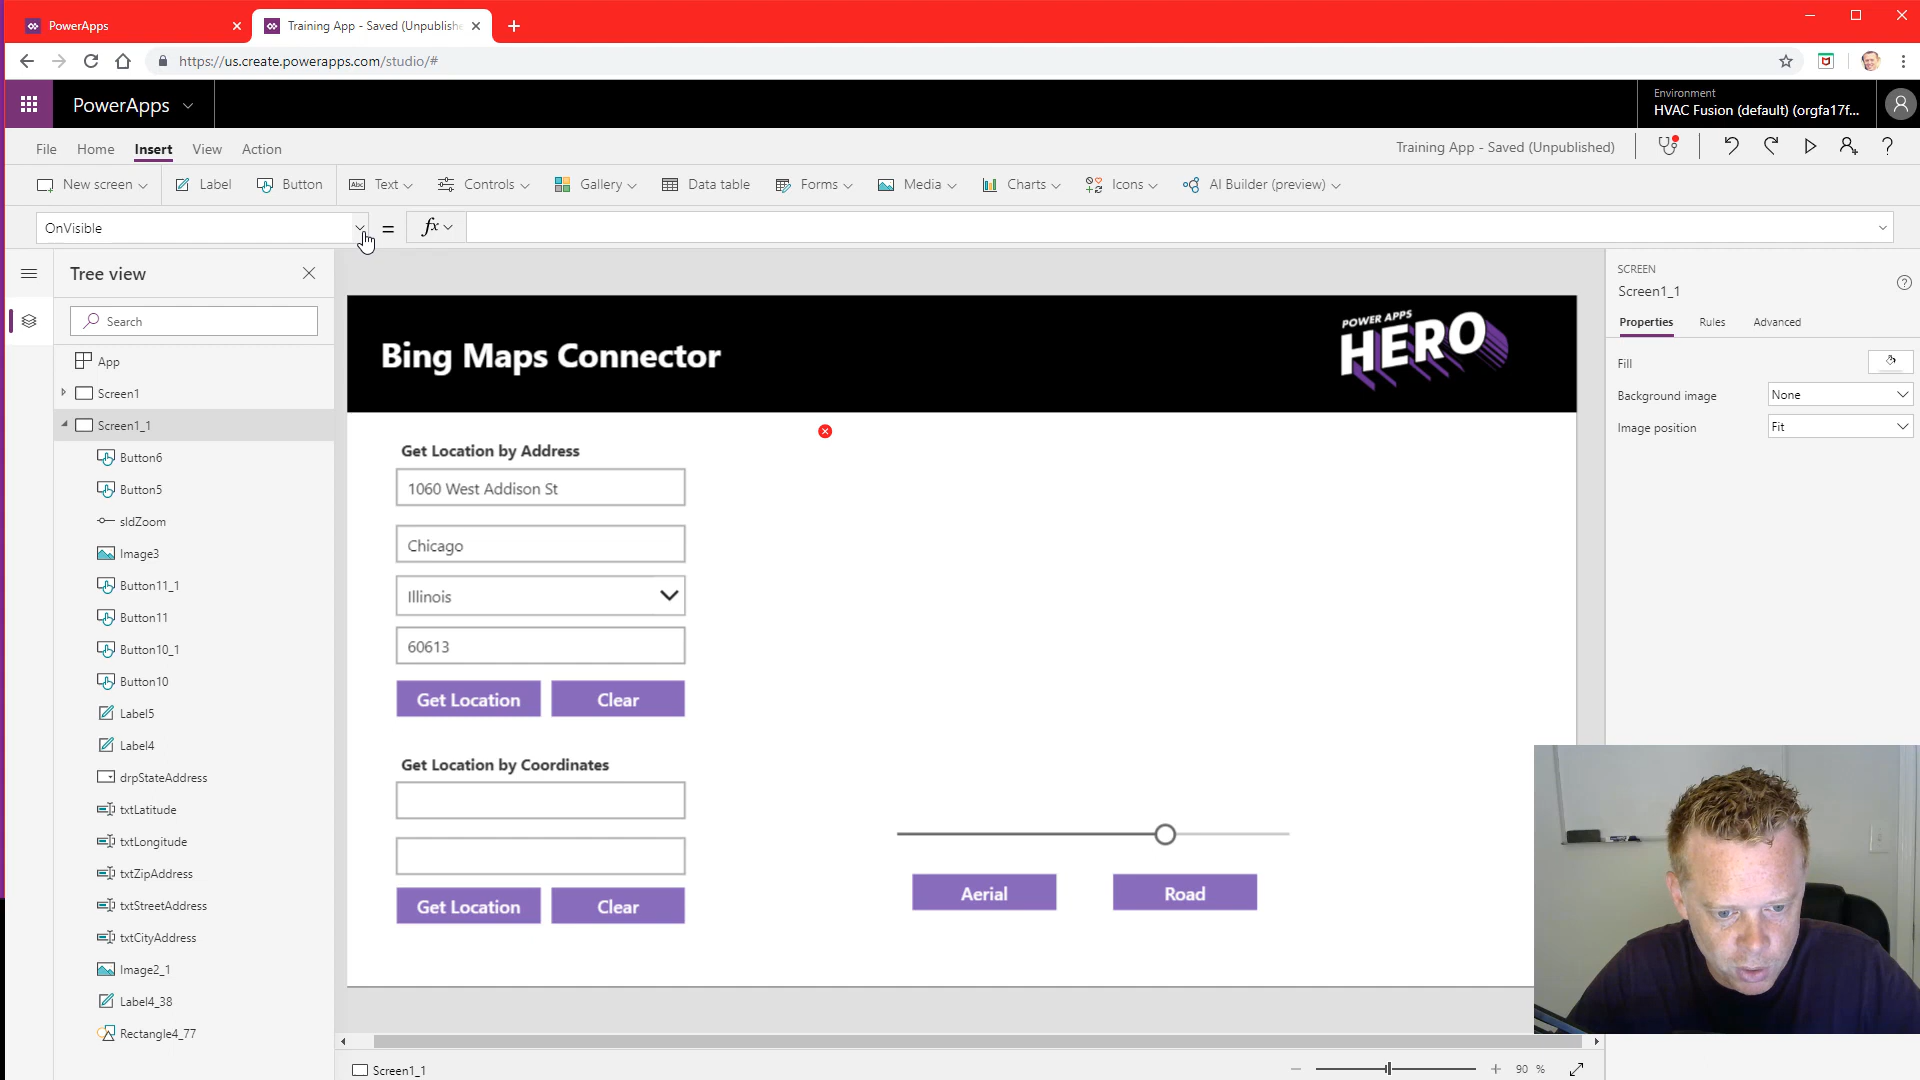 PowerApps
Training App - Saved (Unpublishe
https://us.create.powerapps.com/studio/#
PowerApps
Environment
HVAC Fusion (default) (orgfa17f...
File Home Insert View Action
Training App - Saved (Unpublished)
New screen Label Button Text Controls Gallery Data table Forms Media Charts Icons AI Builder (preview)
OnVisible = fx
Tree view
Search
App
Screen1
Screen1_1
Button6
Button5
sldZoom
Image3
Button11_1
Button11
Button10_1
Button10
Label5
Label4
drpStateAddress
txtLatitude
txtLongitude
txtZipAddress
txtStreetAddress
txtCityAddress
Image2_1
Label4_38
Rectangle4_77
Bing Maps Connector
POWER APPS
HERO
Get Location by Address
1060 West Addison St
Chicago
Illinois
60613
Get Location Clear
Get Location by Coordinates
Get Location Clear
Aerial Road
SCREEN
Screen1_1
Properties Rules Advanced
Fill
Background image None
Image position Fit
Screen1_1
90 %